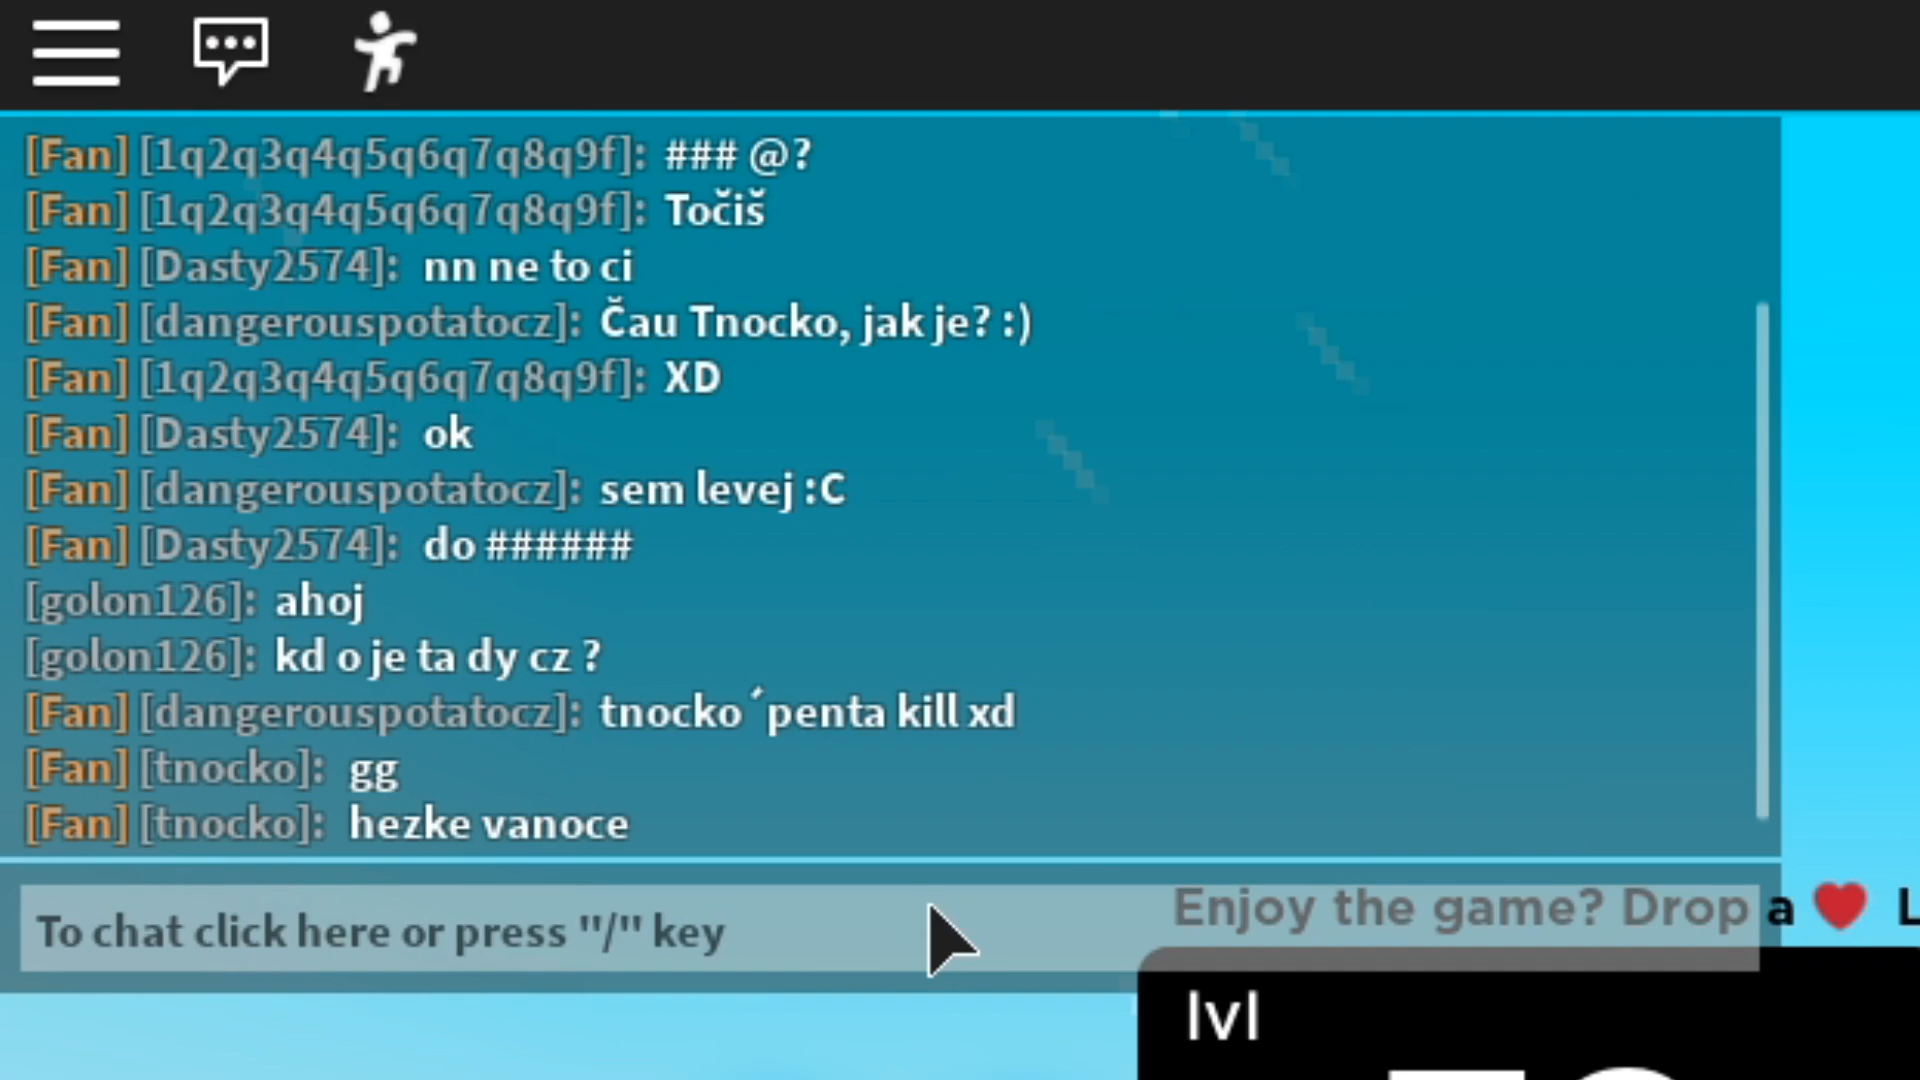 [Fan] [1q2q3q4q5q6q7q8q9f]: ### @?
[Fan] [1q2q3q4q5q6q7q8q9f]: Točiš
[Fan] [Dasty2574]: nn ne to ci
[Fan] [dangerouspotatocz]: Čau Tnocko, jak je? :)
[Fan] [1q2q3q4q5q6q7q8q9f]: XD
[Fan] [Dasty2574]: ok
[Fan] [dangerouspotatocz]: sem levej :C
[Fan] [Dasty2574]: do ######
[golon126]: ahoj
[golon126]: kd o je ta dy cz ?
[Fan] [dangerouspotatocz]: tnocko´penta kill xd
[Fan] [tnocko]: gg
[Fan] [tnocko]: hezke vanoce
Enjoy the game? Drop a ❤️ L
To chat click here or press "/" key
lvl